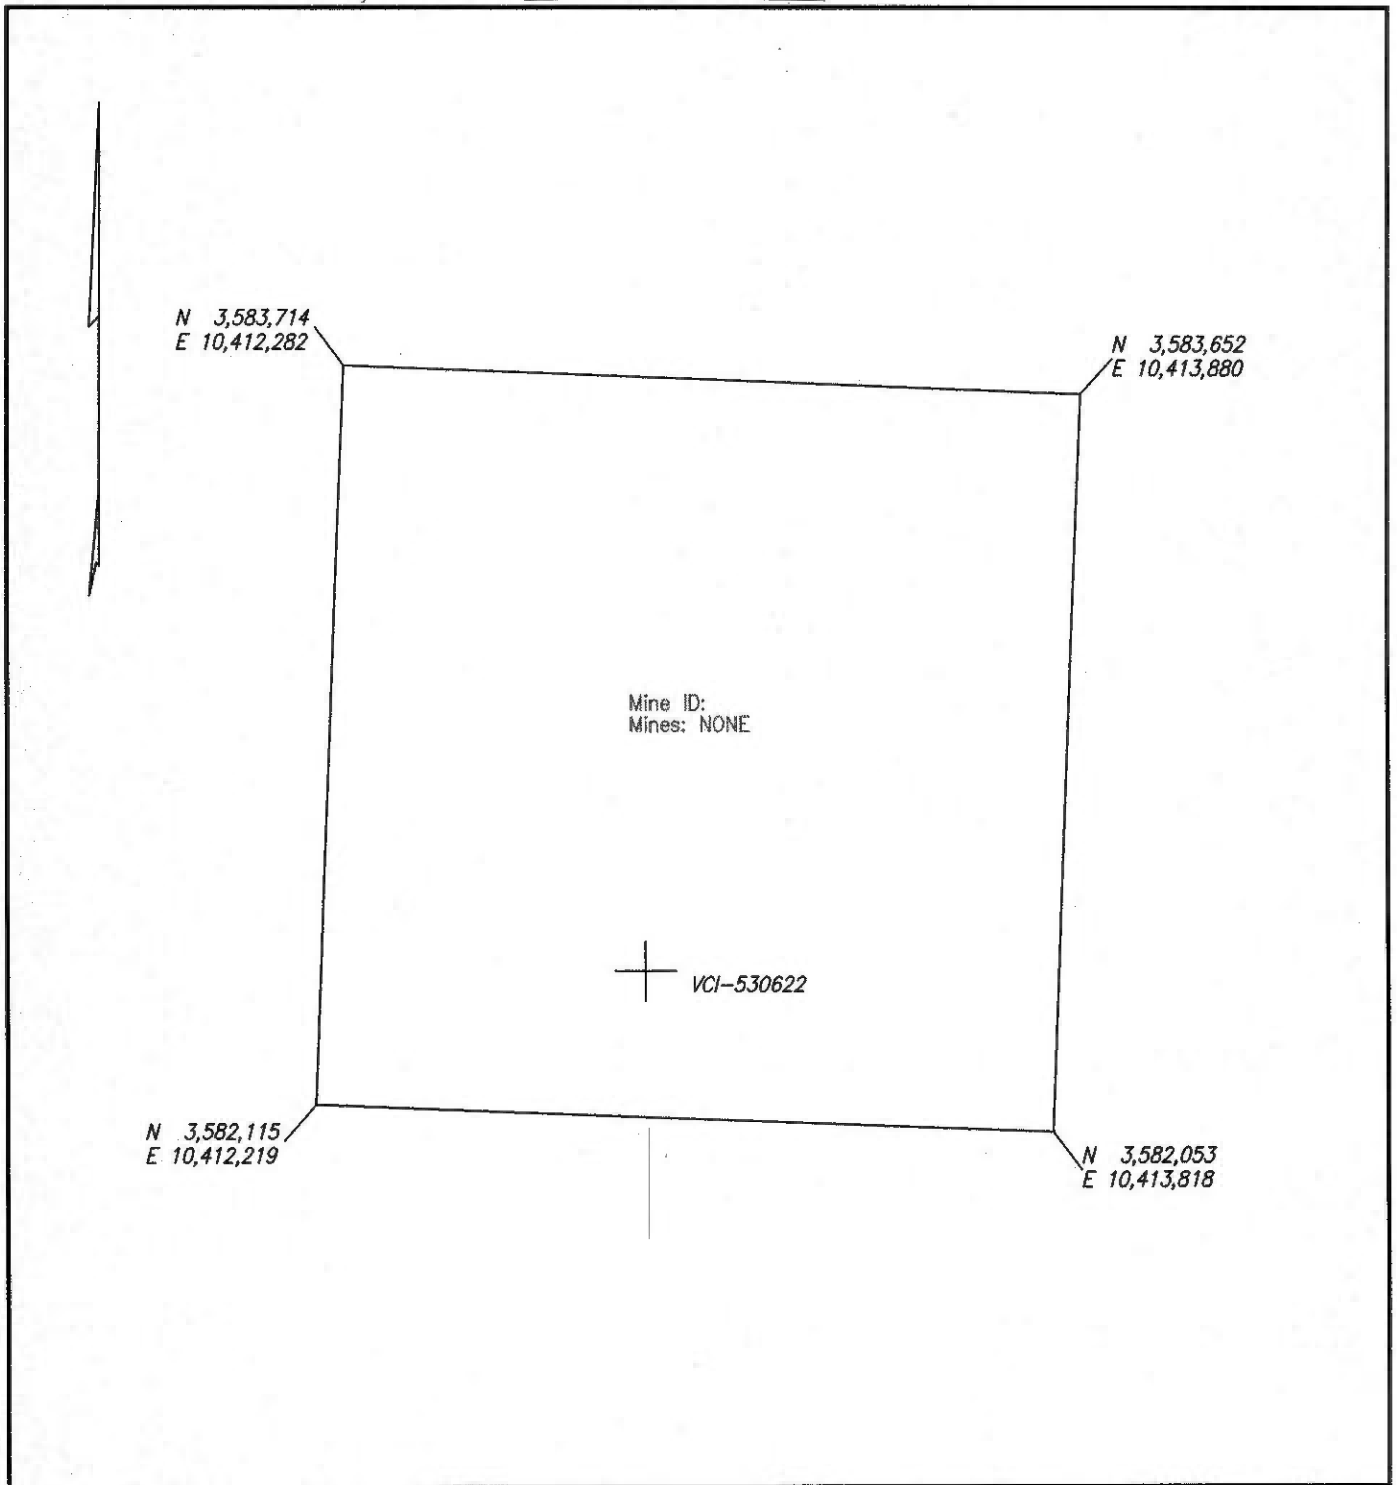 N 3,583,714
E 10,412,282
N 3,583,652
E 10,413,880
Mine ID:
Mines: NONE
VCI-530622
N 3,582,115
E 10,412,219
N 3,582,053
E 10,413,818